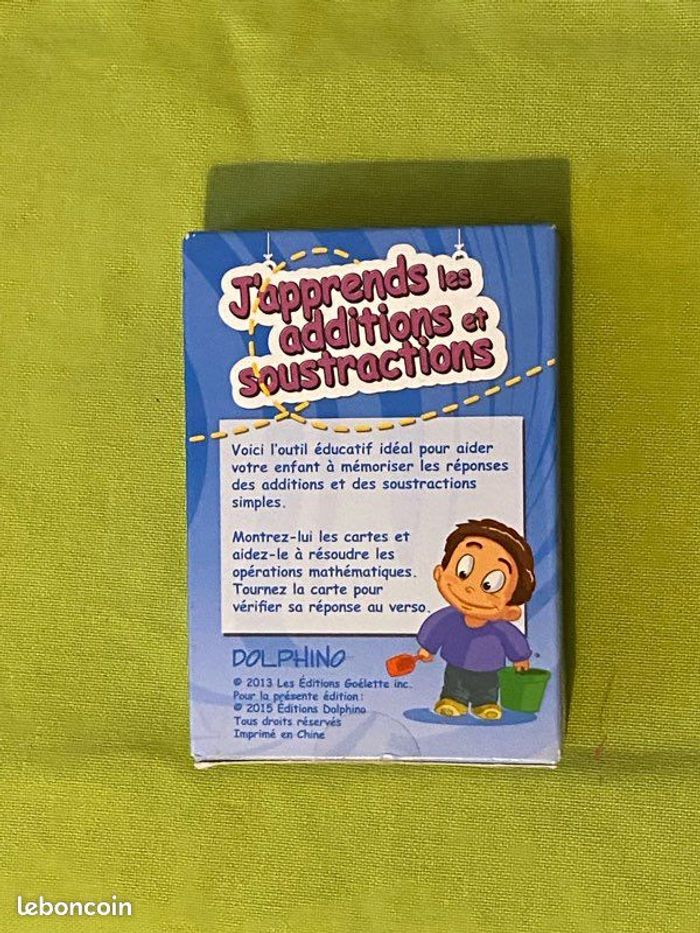 J'apprends les
additions et
soustractions
Voici l'outil éducatif idéal pour aider
votre enfant à mémoriser les réponses
des additions et des soustractions
simples.
Montrez-lui les cartes et
aidez-le à résoudre les
opérations mathématiques.
Tournez la carte pour
vérifier sa réponse au verso.
DOLPHINO
© 2013 Les Éditions Goélette inc.
Pour la présente édition :
© 2015 Éditions Dolphino
Tous droits réservés
Imprimé en Chine
leboncoin